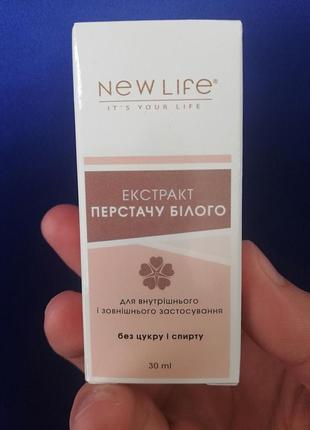 NEW LIFE®
IT'S YOUR LIFE
ЕКСТРАКТ
ПЕРСТАЧУ БІЛОГО
для внутрішнього
і зовнішнього застосування
без цукру і спирту
30 ml